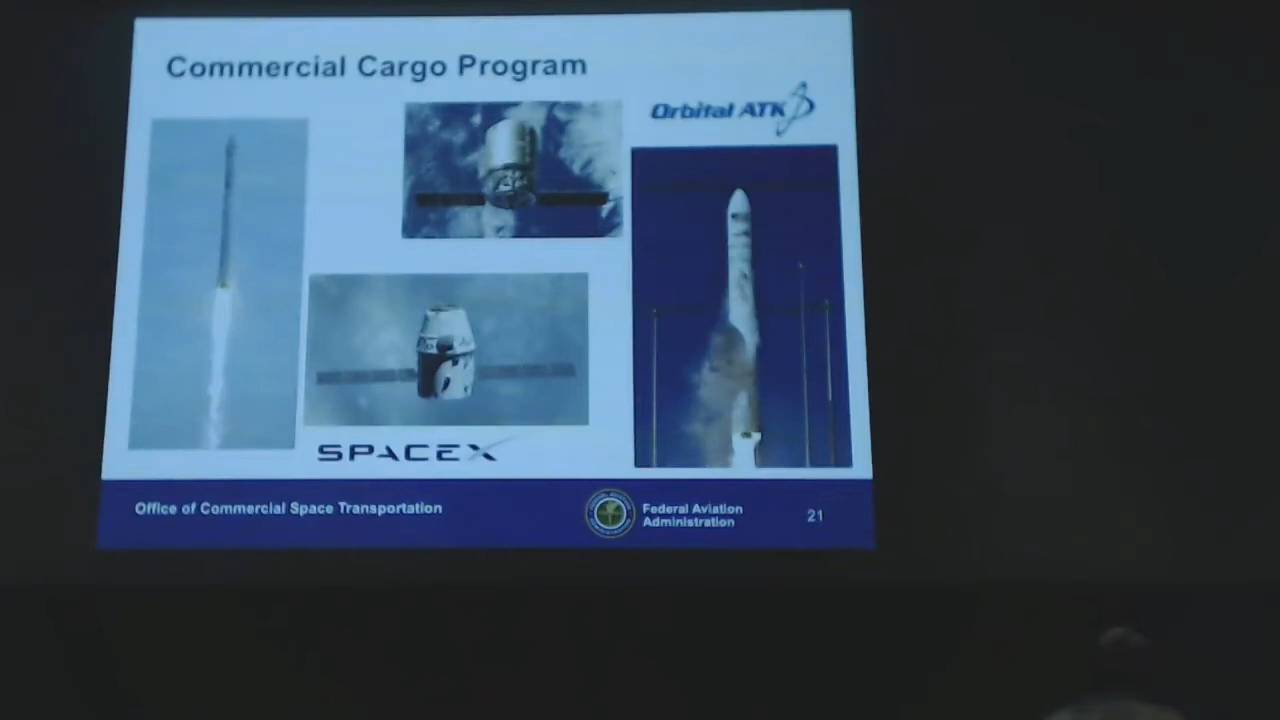 Commercial Cargo Program
Orbital ATK
SPACEX
Office of Commercial Space Transportation
Federal Aviation
Administration
21